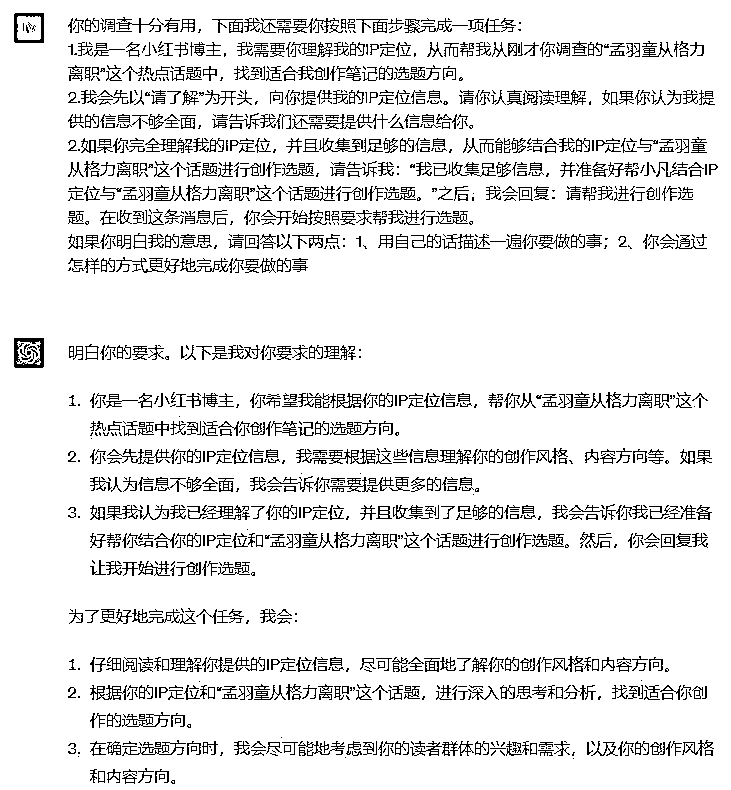 你的调查十分有用，下面我还需要你按照下面步骤完成一项任务：
1.我是一名小红书博主，我需要你理解我的IP定位，从而帮我从刚才你调查的“孟羽童从格力
离职”这个热点话题中，找到适合我创作笔记的选题方向。
2.我会先以“请了解”为开头，向你提供我的IP定位信息。请你认真阅读理解，如果你认为我提
供的信息不够全面，请告诉我们还需要提供什么信息给你。
2.如果你完全理解我的IP定位，并且收集到了足够的信息，从而能够结合我的IP定位与“孟羽童
从格力离职”这个话题进行创作选题，请告诉我：“我已收集足够信息，并准备好帮小凡结合IP
定位与“孟羽童从格力离职”这个话题进行创作选题。”之后，我会回复：请帮我进行创作选
题。在收到这条消息后，你会开始按照要求帮我进行选题。
如果你明白我的意思，请回答以下两点：1、用自己的话描述一遍你要做的事；2、你会通过
怎样的方式更好地完成你要做的事
明白你的要求。以下是我对你要求的理解：
1. 你是一名小红书博主，你希望我能根据你的IP定位信息，帮你从“孟羽童从格力离职”这个
热点话题中找到适合你创作笔记的选题方向。
2. 你会先提供你的IP定位信息，我需要根据这些信息理解你的创作风格、内容方向等。如果
我认为信息不够全面，我会告诉你需要提供更多的信息。
3. 如果我认为我已经理解了你的IP定位，并且收集到了足够的信息，我会告诉你我已经准备
好帮你结合你的IP定位和“孟羽童从格力离职”这个话题进行创作选题。然后，你会回复我
让我开始进行创作选题。
为了更好地完成这个任务，我会：
1. 仔细阅读和理解你提供的IP定位信息，尽可能全面地了解你的创作风格和内容方向。
2. 根据你的IP定位和“孟羽童从格力离职”这个话题，进行深入的思考和分析，找到适合你创
作的选题方向。
3. 在确定选题方向时，我会尽可能地考虑到你的读者群体的兴趣和需求，以及你的创作风格
和内容方向。